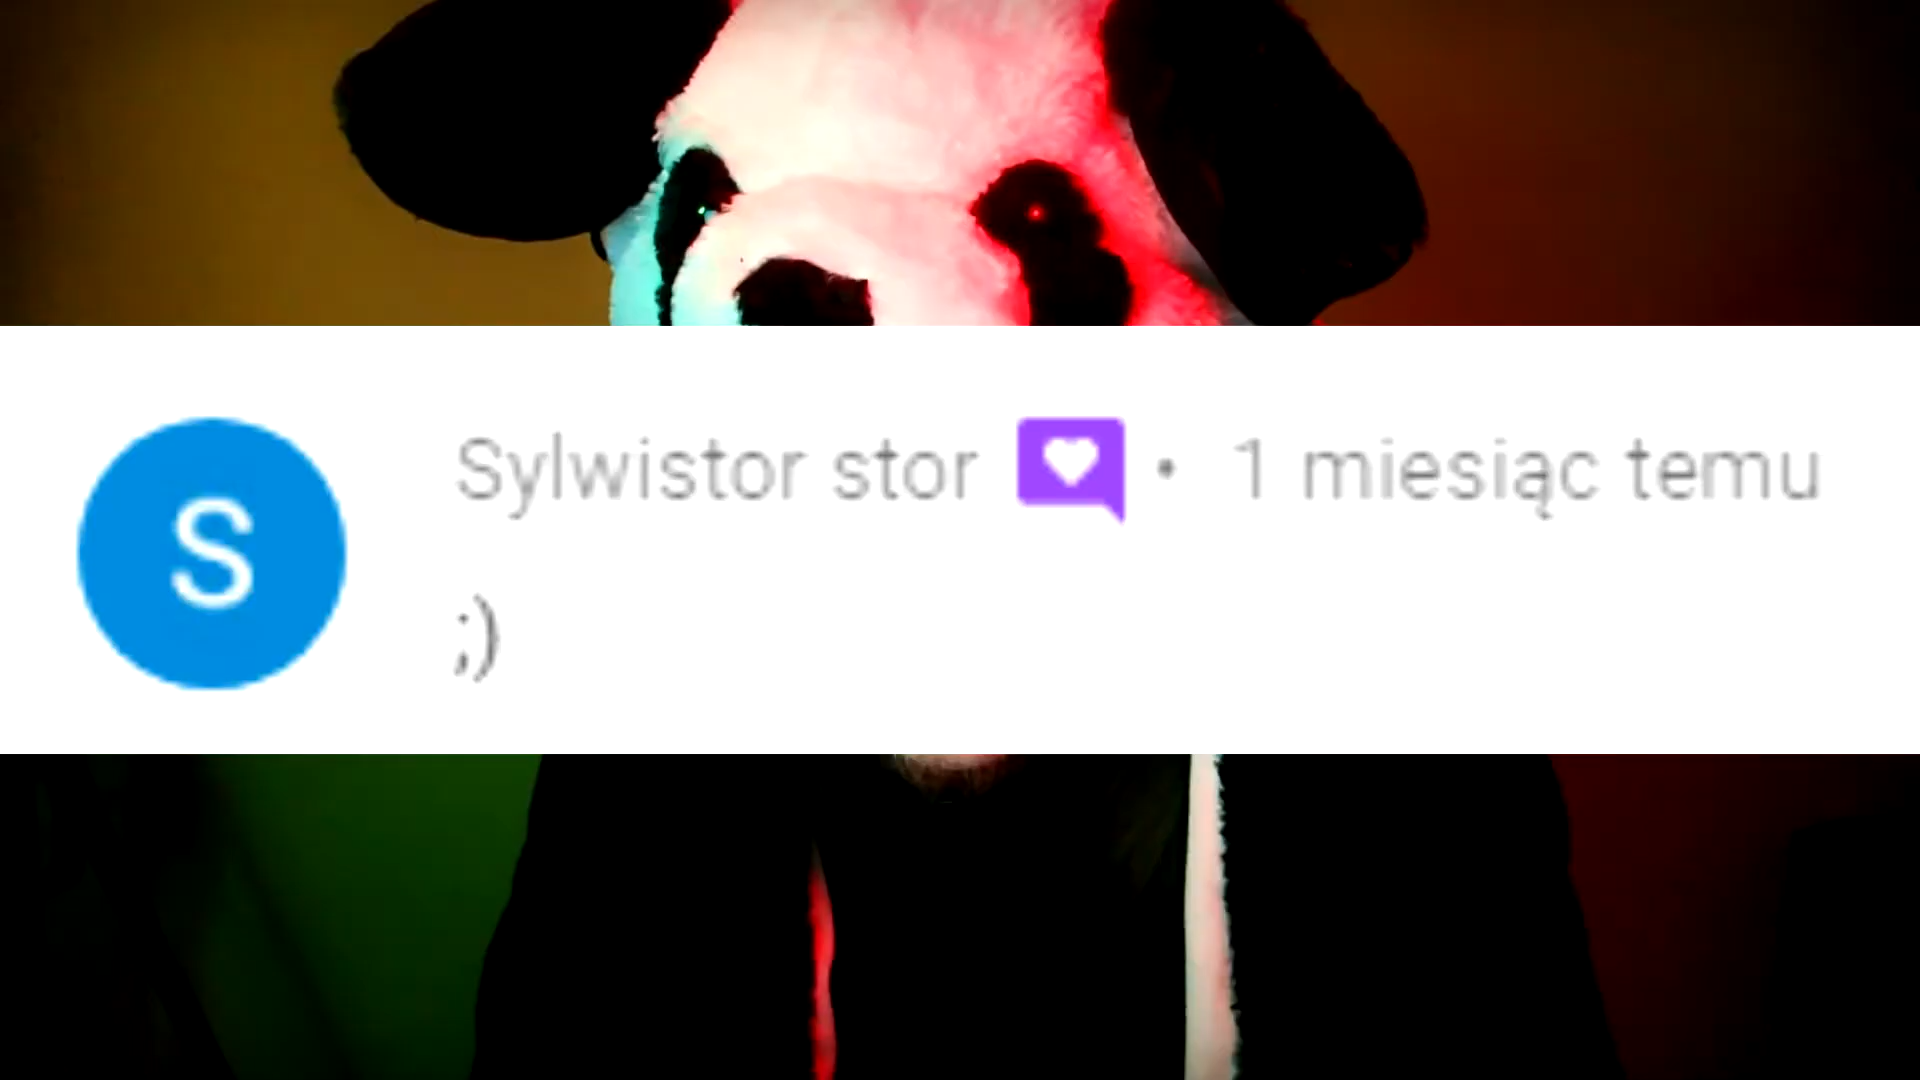 S
Sylwistor stor • 1 miesiąc temu
;)